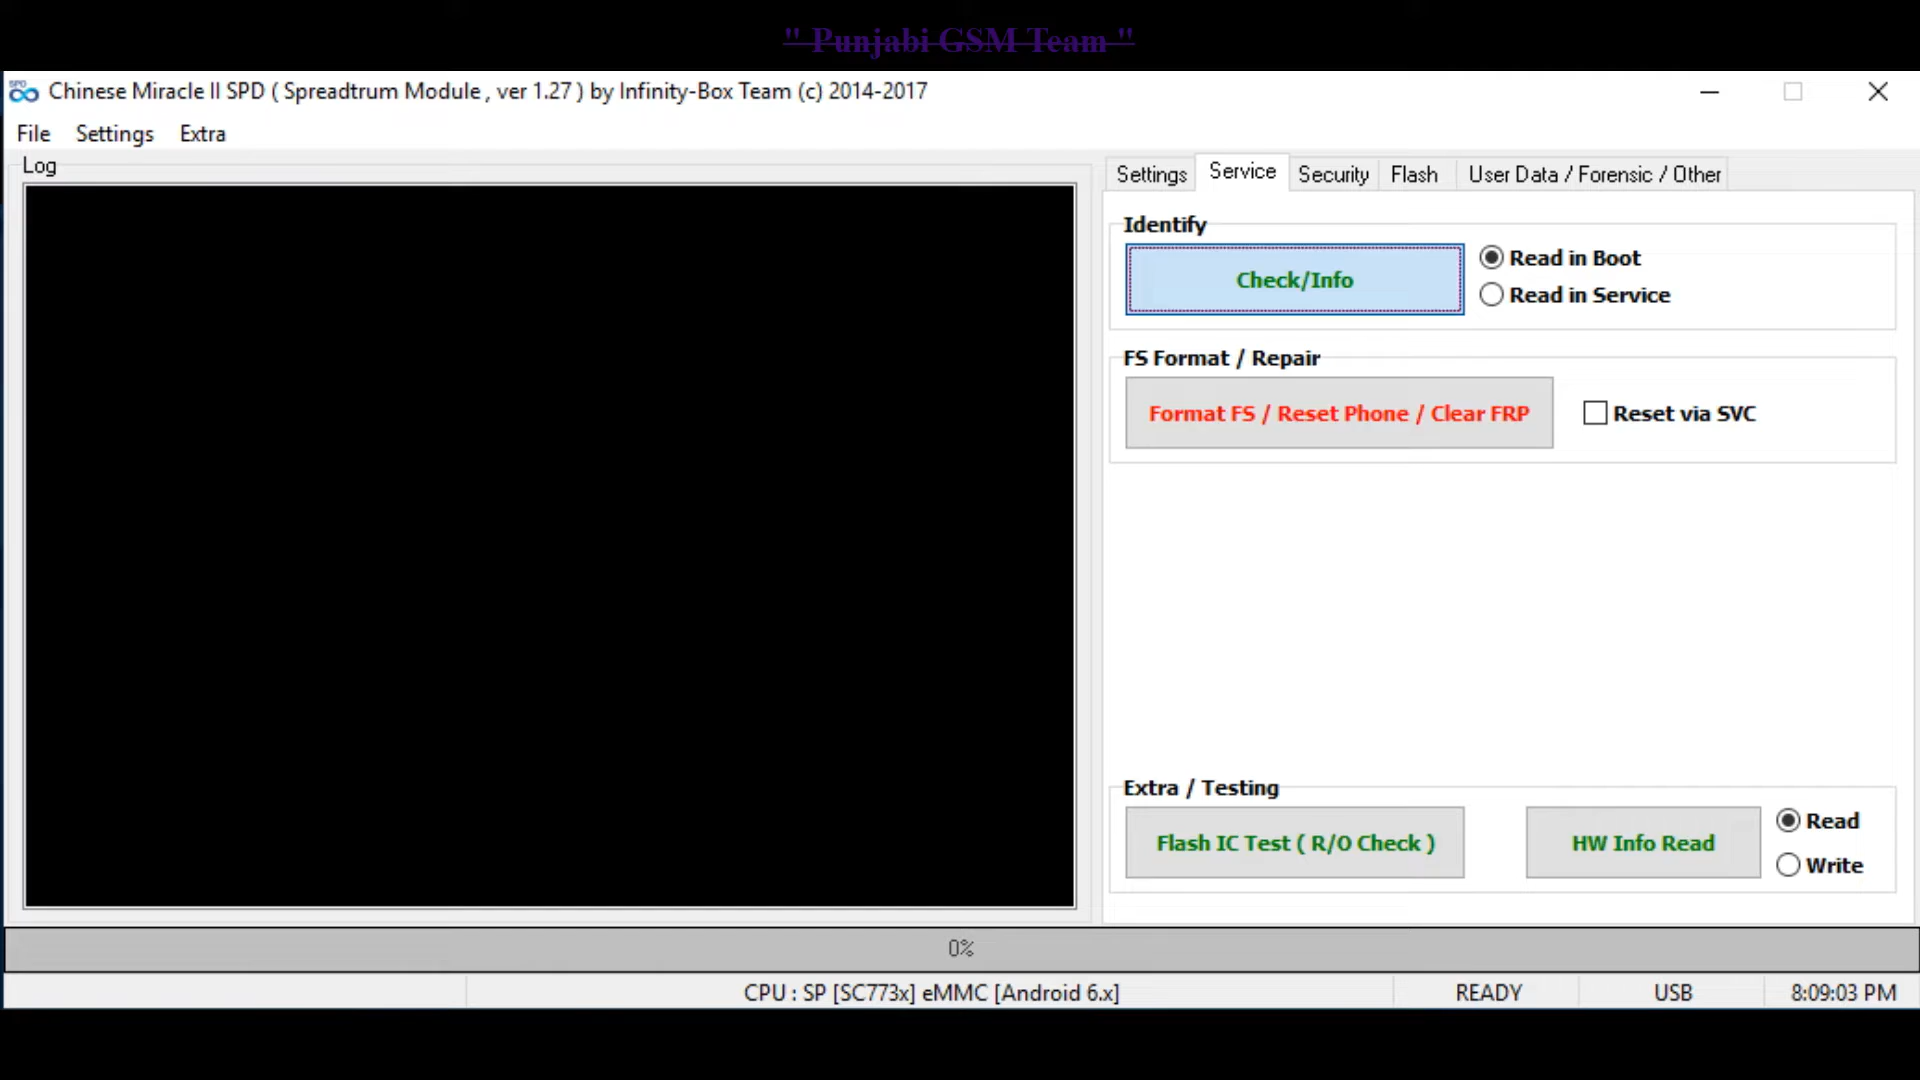 " Punjabi GSM Team "
SPD
Chinese Miracle II SPD ( Spreadtrum Module , ver 1.27 ) by Infinity-Box Team (c) 2014-2017
File Settings Extra
Log
Settings Service Security Flash User Data / Forensic / Other
Identify
Check/Info
Read in Boot
Read in Service
FS Format / Repair
Format FS / Reset Phone / Clear FRP
Reset via SVC
Extra / Testing
Flash IC Test ( R/O Check )
HW Info Read
Read
Write
0%
CPU : SP [SC773x] eMMC [Android 6.x] READY USB 8:09:03 PM